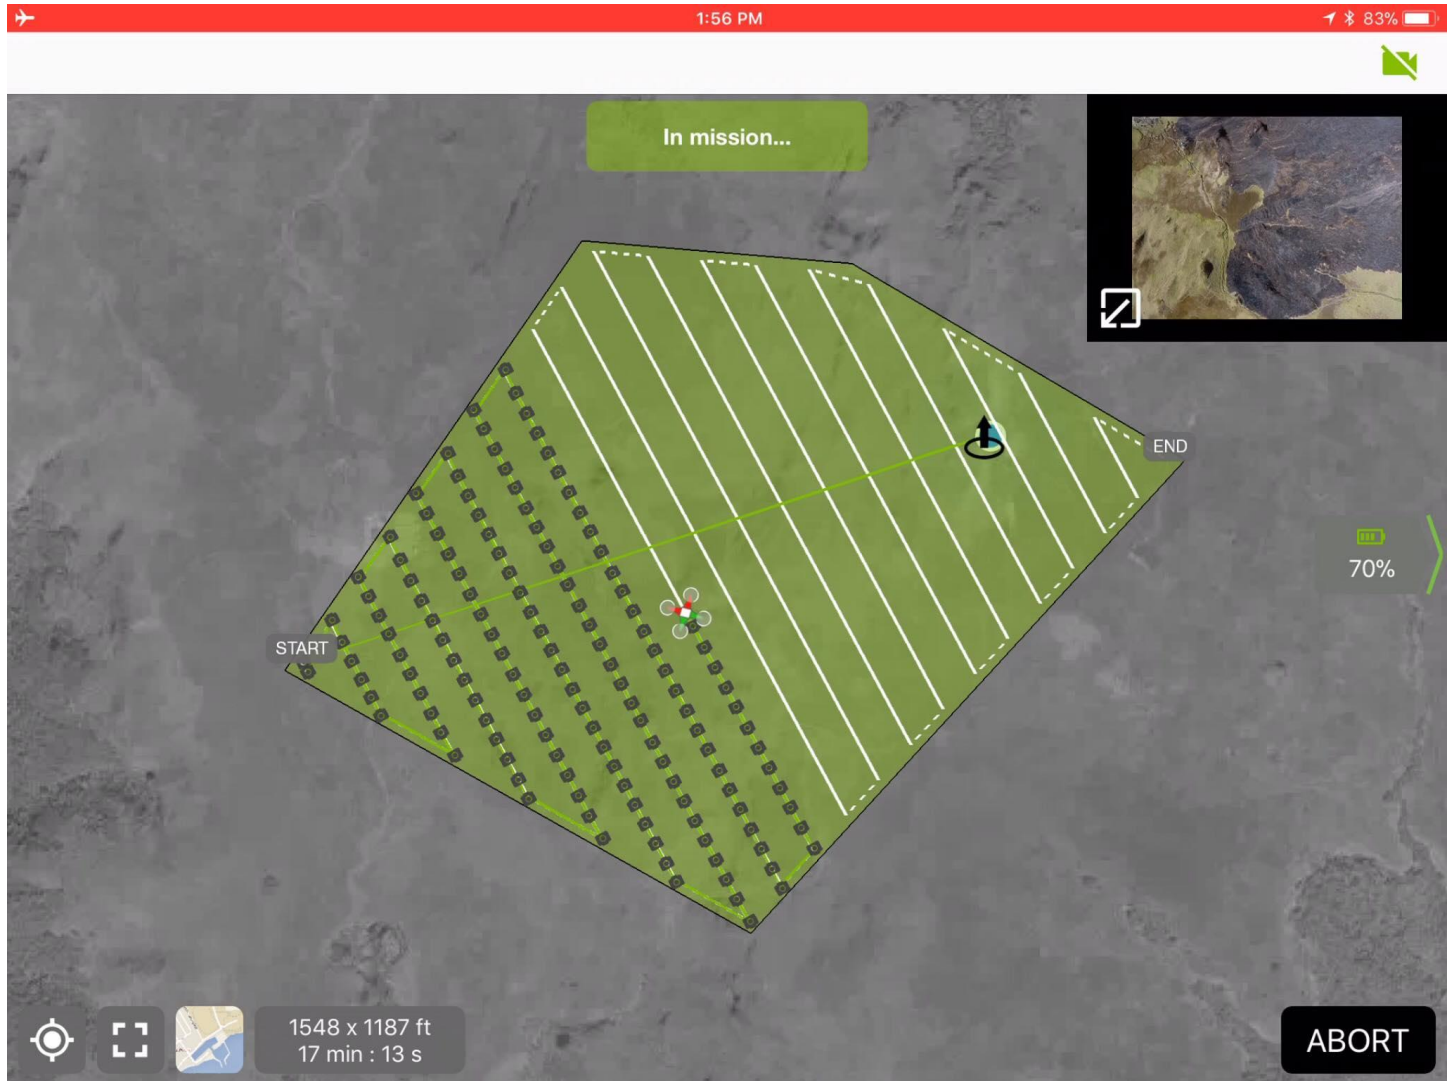 1:56 PM
83%
In mission...
END
70%
START
1548 x 1187 ft
17 min : 13 s
ABORT